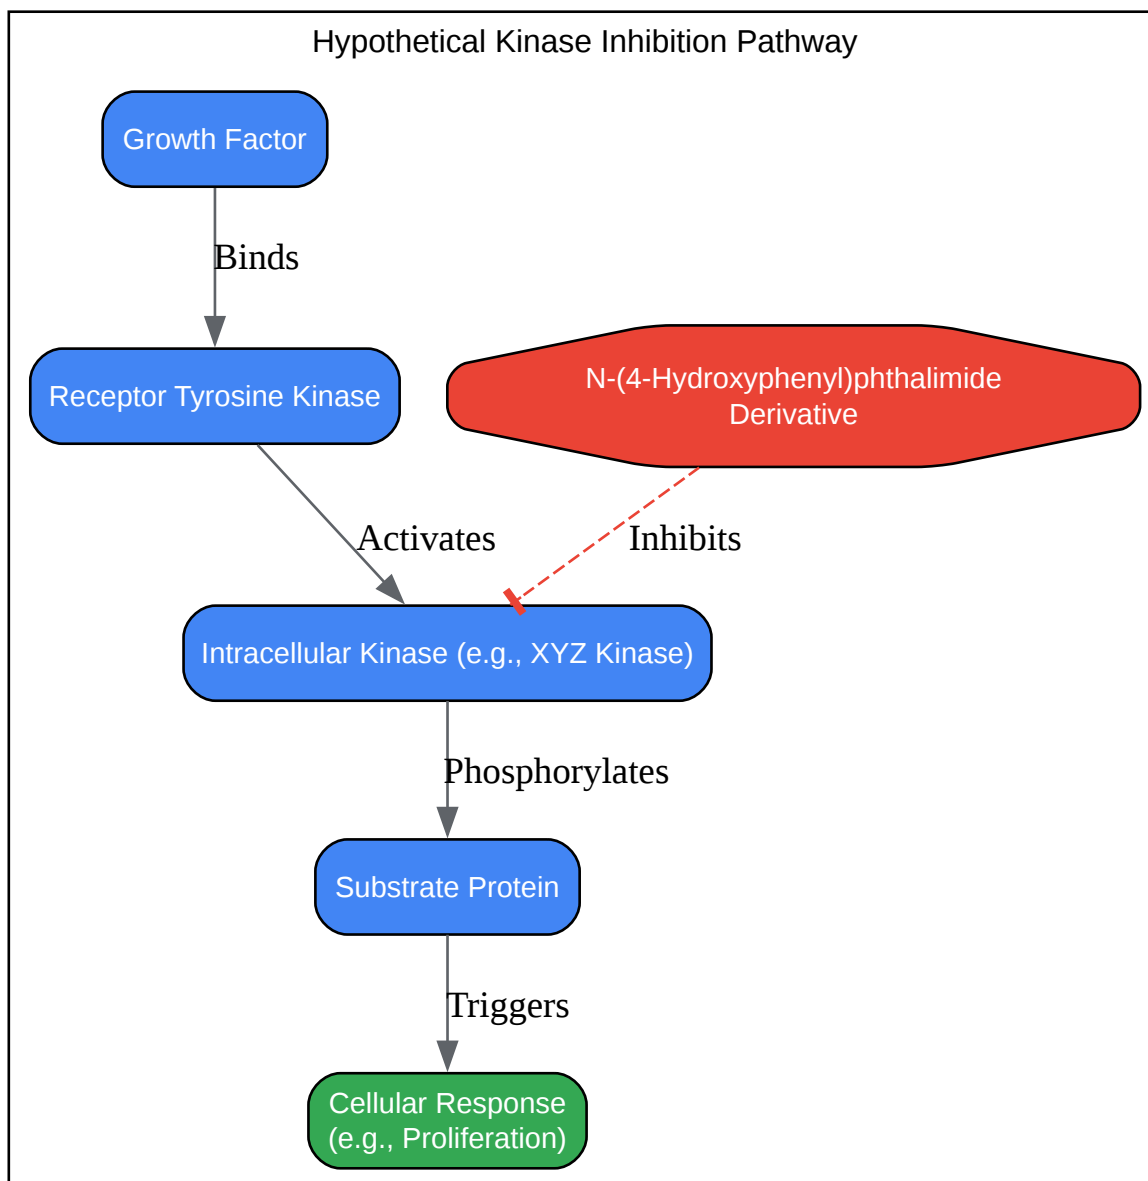 Hypothetical Kinase Inhibition Pathway
Growth Factor
Binds
Receptor Tyrosine Kinase
N-(4-Hydroxyphenyl)phthalimide
Derivative
Activates
Inhibits
Intracellular Kinase (e.g., XYZ Kinase)
Phosphorylates
Substrate Protein
Triggers
Cellular Response
(e.g., Proliferation)